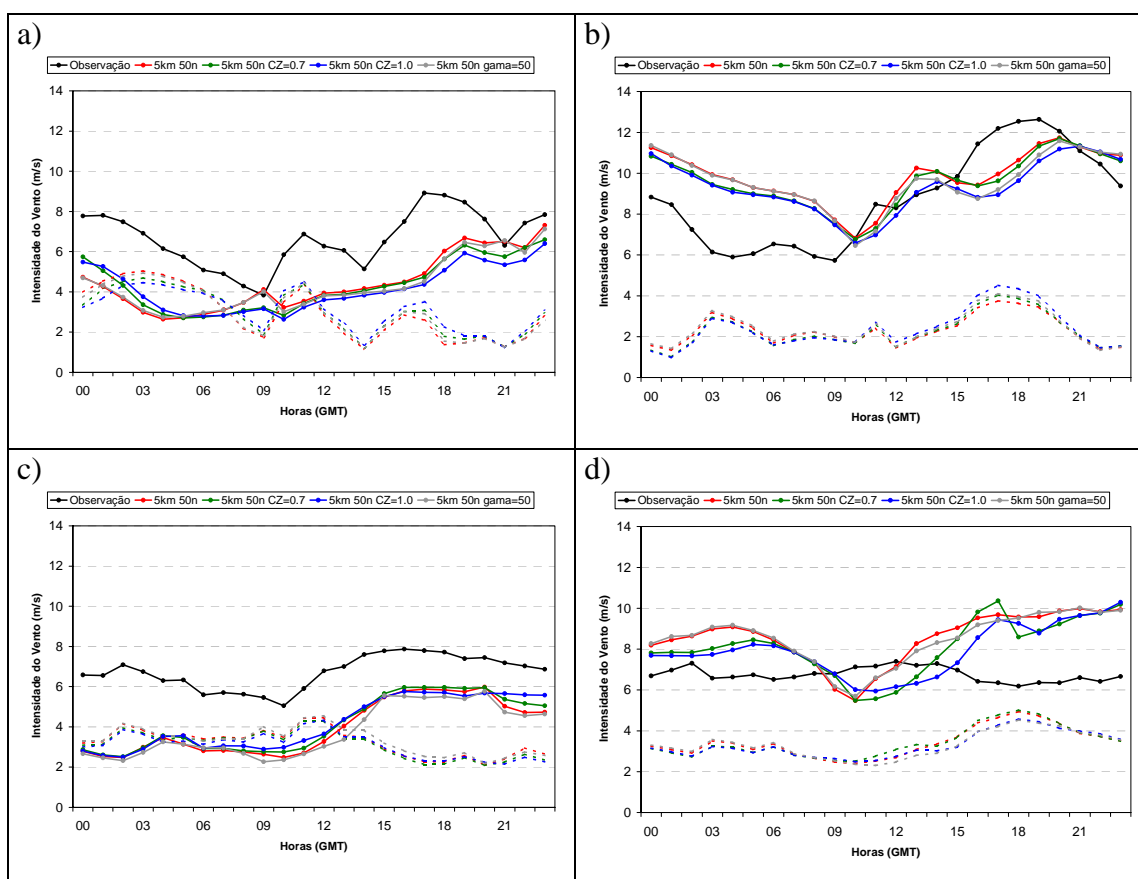 a)
Observação 5km 50n 5km 50n CZ=0.7 5km 50n CZ=1.0 5km 50n gama=50
14
12
10
8
6
4
2
0
Intensidade do Vento (m/s)
00 03 06 09 12 15 18 21
Horas (GMT)
b)
Observação 5km 50n 5km 50n CZ=0.7 5km 50n CZ=1.0 5km 50n gama=50
14
12
10
8
6
4
2
0
Intensidade do Vento (m/s)
00 03 06 09 12 15 18 21
Horas (GMT)
c)
Observação 5km 50n 5km 50n CZ=0.7 5km 50n CZ=1.0 5km 50n gama=50
14
12
10
8
6
4
2
0
Intensidade do Vento (m/s)
00 03 06 09 12 15 18 21
Horas (GMT)
d)
Observação 5km 50n 5km 50n CZ=0.7 5km 50n CZ=1.0 5km 50n gama=50
14
12
10
8
6
4
2
0
Intensidade do Vento (m/s)
00 03 06 09 12 15 18 21
Horas (GMT)